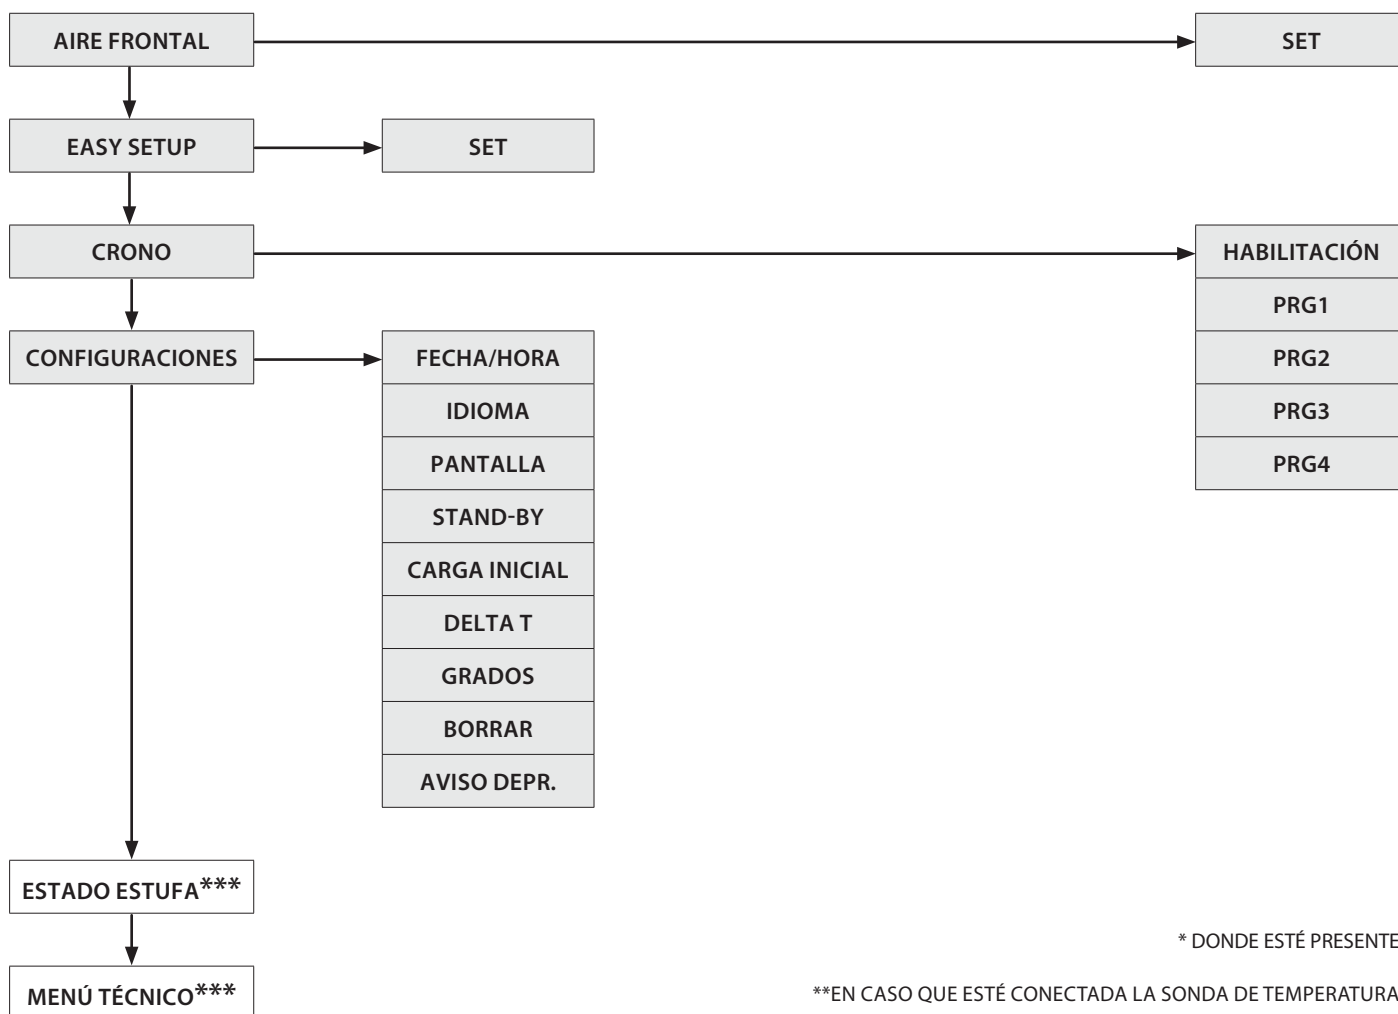 AIRE FRONTAL
SET
EASY SETUP
SET
CRONO
HABILITACIÓN
PRG1
PRG2
PRG3
PRG4
CONFIGURACIONES
FECHA/HORA
IDIOMA
PANTALLA
STAND-BY
CARGA INICIAL
DELTA T
GRADOS
BORRAR
AVISO DEPR.
ESTADO ESTUFA***
MENÚ TÉCNICO***
* DONDE ESTÉ PRESENTE
**EN CASO QUE ESTÉ CONECTADA LA SONDA DE TEMPERATURA